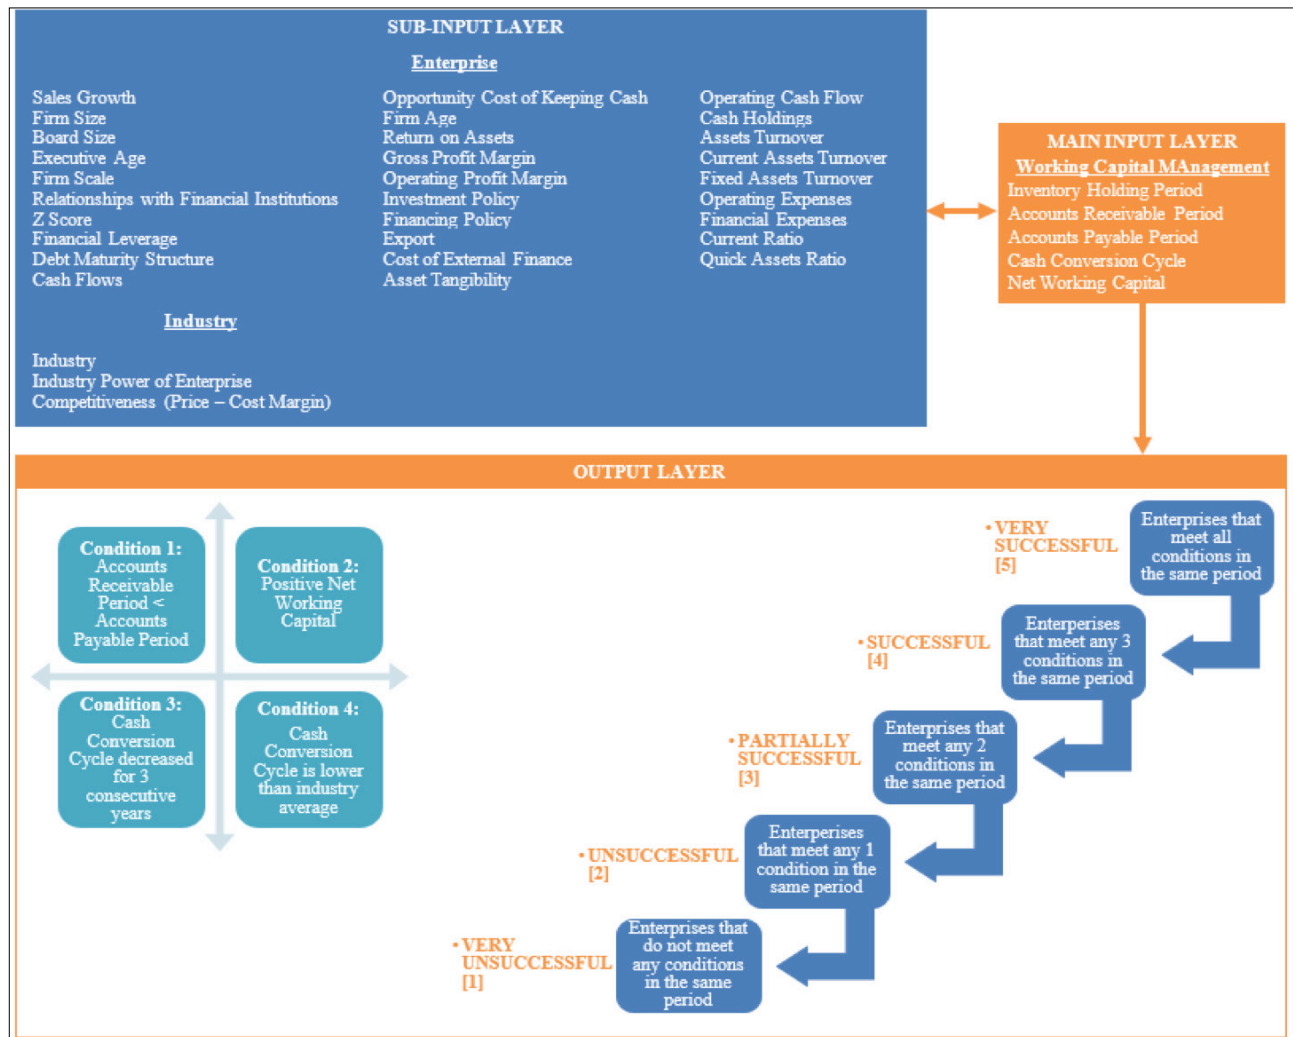 SUB-INPUT LAYER
Enterprise
Sales Growth
Firm Size
Board Size
Executive Age
Firm Scale
Relationships with Financial Institutions
Z Score
Financial Leverage
Debt Maturity Structure
Cash Flows
Opportunity Cost of Keeping Cash
Firm Age
Return on Assets
Gross Profit Margin
Operating Profit Margin
Investment Policy
Financing Policy
Export
Cost of External Finance
Asset Tangibility
Operating Cash Flow
Cash Holdings
Assets Turnover
Current Assets Turnover
Fixed Assets Turnover
Operating Expenses
Financial Expenses
Current Ratio
Quick Assets Ratio
Industry
Industry
Industry Power of Enterprise
Competitiveness (Price – Cost Margin)
MAIN INPUT LAYER
Working Capital MAnagement
Inventory Holding Period
Accounts Receivable Period
Accounts Payable Period
Cash Conversion Cycle
Net Working Capital
OUTPUT LAYER
Condition 1:
Accounts
Receivable
Period <
Accounts
Payable Period
Condition 2:
Positive Net
Working
Capital
Condition 3:
Cash
Conversion
Cycle decreased
for 3
consecutive
years
Condition 4:
Cash
Conversion
Cycle is lower
than industry
average
• VERY
SUCCESSFUL
[5]
Enterprises that
meet all
conditions in
the same period
• SUCCESSFUL
[4]
Enterperises
that meet any 3
conditions in
the same period
• PARTIALLY
SUCCESSFUL
[3]
Enterprises that
meet any 2
conditions in
the same period
• UNSUCCESSFUL
[2]
Enterperises
that meet any 1
condition in the
same period
• VERY
UNSUCCESSFUL
[1]
Enterprises that
do not meet
any conditions
in the same
period